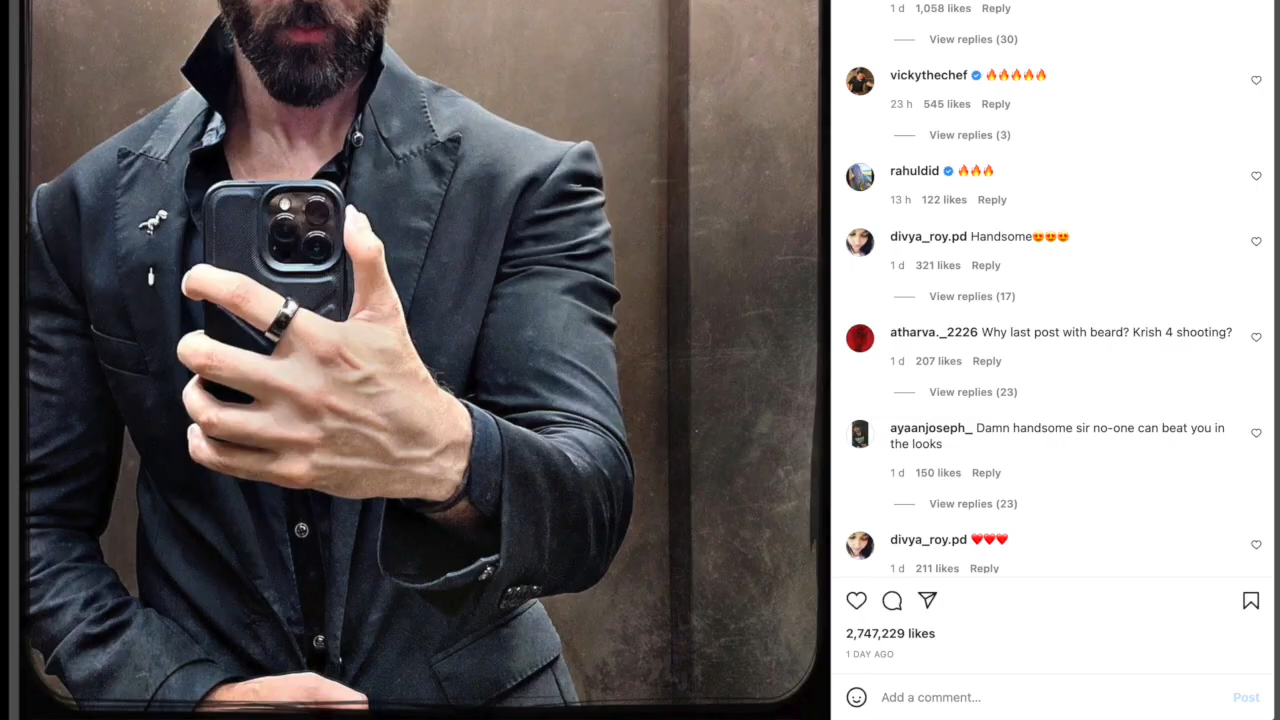 1 d 1,058 likes Reply
View replies (30)
vickythechef 🔥🔥🔥🔥🔥
23 h 545 likes Reply
View replies (3)
rahuldid 🔥🔥🔥
13 h 122 likes Reply
divya_roy.pd Handsome😍😍😍
1 d 321 likes Reply
View replies (17)
atharva._2226 Why last post with beard? Krish 4 shooting?
1 d 207 likes Reply
View replies (23)
ayaanjoseph_ Damn handsome sir no-one can beat you in
the looks
1 d 150 likes Reply
View replies (23)
divya_roy.pd ❤️❤️❤️
1 d 211 likes Reply
2,747,229 likes
1 DAY AGO
Add a comment...
Post